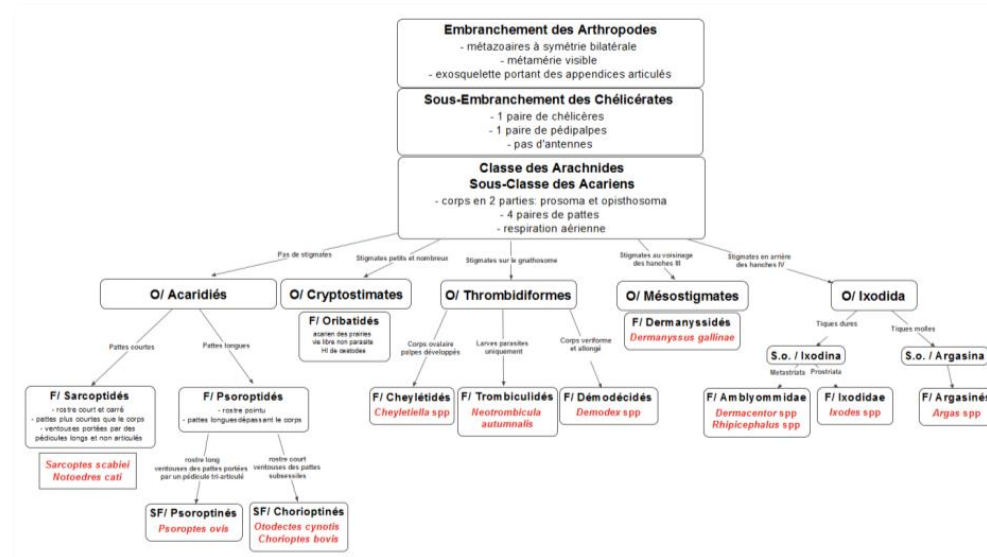 Embranchement des Arthropodes
- métazoaires à symétrie bilatérale
- métamérie visible
- exosquelette portant des appendices articulés
Sous-Embranchement des Chélicérates
- 1 paire de chélicères
- 1 paire de pédipalpes
- pas d'antennes
Classe des Arachnides
Sous-Classe des Acariens
- corps en 2 parties: prosoma et opisthosoma
- 4 paires de pattes
- respiration aérienne
Pas de stigmates
Stigmates petits et nombreux
Stigmates sur le gnathosome
Stigmates au voisinage
des hanches III
Stigmates en arrière
des hanches IV
O/ Acaridiés
O/ Cryptostimates
O/ Thrombidiformes
O/ Mésostigmates
O/ Ixodida
F/ Oribatidés
acarien des prairies
vie libre non parasite
HI de cestodes
F/ Dermanyssidés
Dermanyssus gallinae
Pattes courtes
Pattes longues
Corps ovalaire
palpes développés
Larves parasites
uniquement
Corps veriforme
et allongé
Tiques dures
Tiques molles
S.o. / Ixodina
S.o. / Argasina
Metastriata
Prostriata
F/ Sarcoptidés
- rostre court et carré
- pattes plus courtes que le corps
- ventouses portées par des
pédicules longs et non articulés
F/ Psoroptidés
- rostre pointu
- pattes longues dépassant le corps
F/ Cheylétidés
Cheyletiella spp
F/ Trombiculidés
Neotrombicula
autumnalis
F/ Démodécidés
Demodex spp
F/ Amblyommidae
Dermacentor spp
Rhipicephalus spp
F/ Ixodidae
Ixodes spp
F/ Argasinés
Argas spp
Sarcoptes scabiei
Notoedres cati
rostre long
ventouses des pattes portées
par un pédicule tri-articulé
rostre court
ventouses des pattes
subsessiles
SF/ Psoroptinés
Psoroptes ovis
SF/ Chorioptinés
Otodectes cynotis
Chorioptes bovis